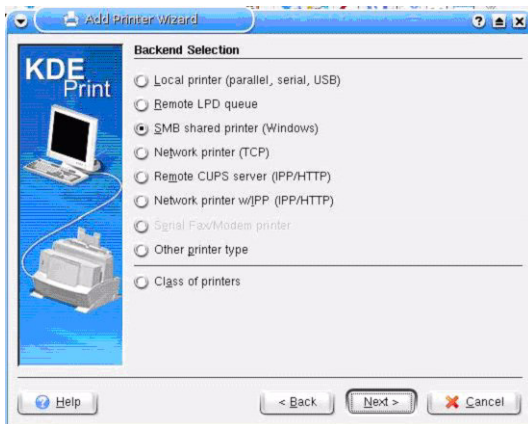 Add Printer Wizard
Backend Selection
KDE
Print
Local printer (parallel, serial, USB)
Remote LPD queue
SMB shared printer (Windows)
Network printer (TCP)
Remote CUPS server (IPP/HTTP)
Network printer w/IPP (IPP/HTTP)
Serial Fax/Modem printer
Other printer type
Class of printers
Help
< Back
Next >
Cancel